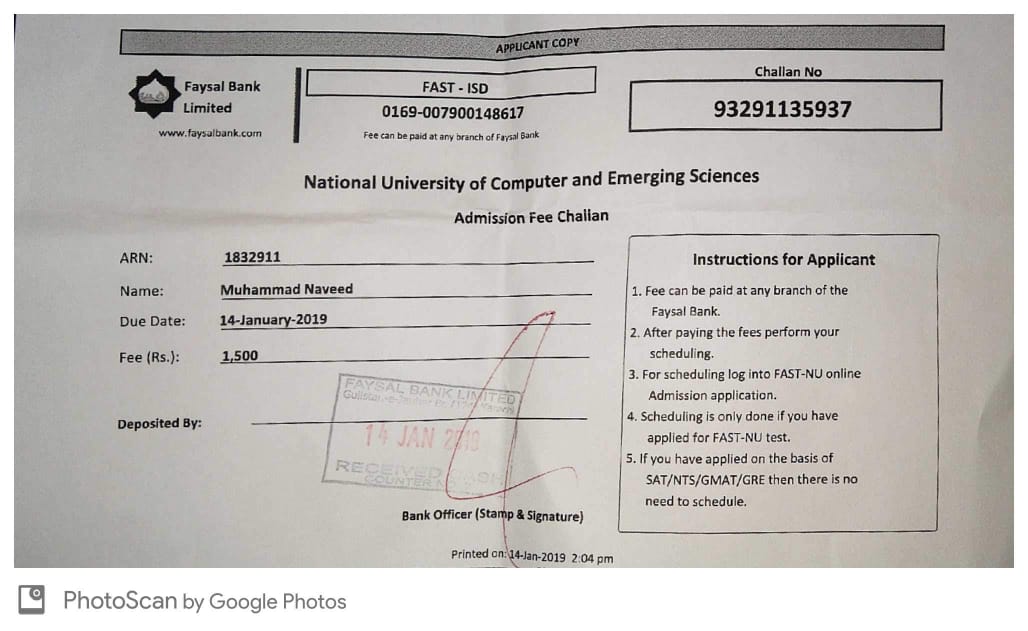 APPLICANT COPY
Faysal Bank
Limited
www.faysalbank.com
FAST - ISD
0169-007900148617
Fee can be paid at any branch of Faysal Bank
Challan No
93291135937
National University of Computer and Emerging Sciences
Admission Fee Challan
ARN: 1832911
Name: Muhammad Naveed
Due Date: 14-January-2019
Fee (Rs.): 1,500
Deposited By:
FAYSAL BANK LIMITED
Karachi
14 JAN 2019
RECEIVED CASH
COUNTER
Bank Officer (Stamp & Signature)
Printed on: 14-Jan-2019 2:04 pm
Instructions for Applicant
1. Fee can be paid at any branch of the
Faysal Bank.
2. After paying the fees perform your
scheduling.
3. For scheduling log into FAST-NU online
Admission application.
4. Scheduling is only done if you have
applied for FAST-NU test.
5. If you have applied on the basis of
SAT/NTS/GMAT/GRE then there is no
need to schedule.
PhotoScan by Google Photos